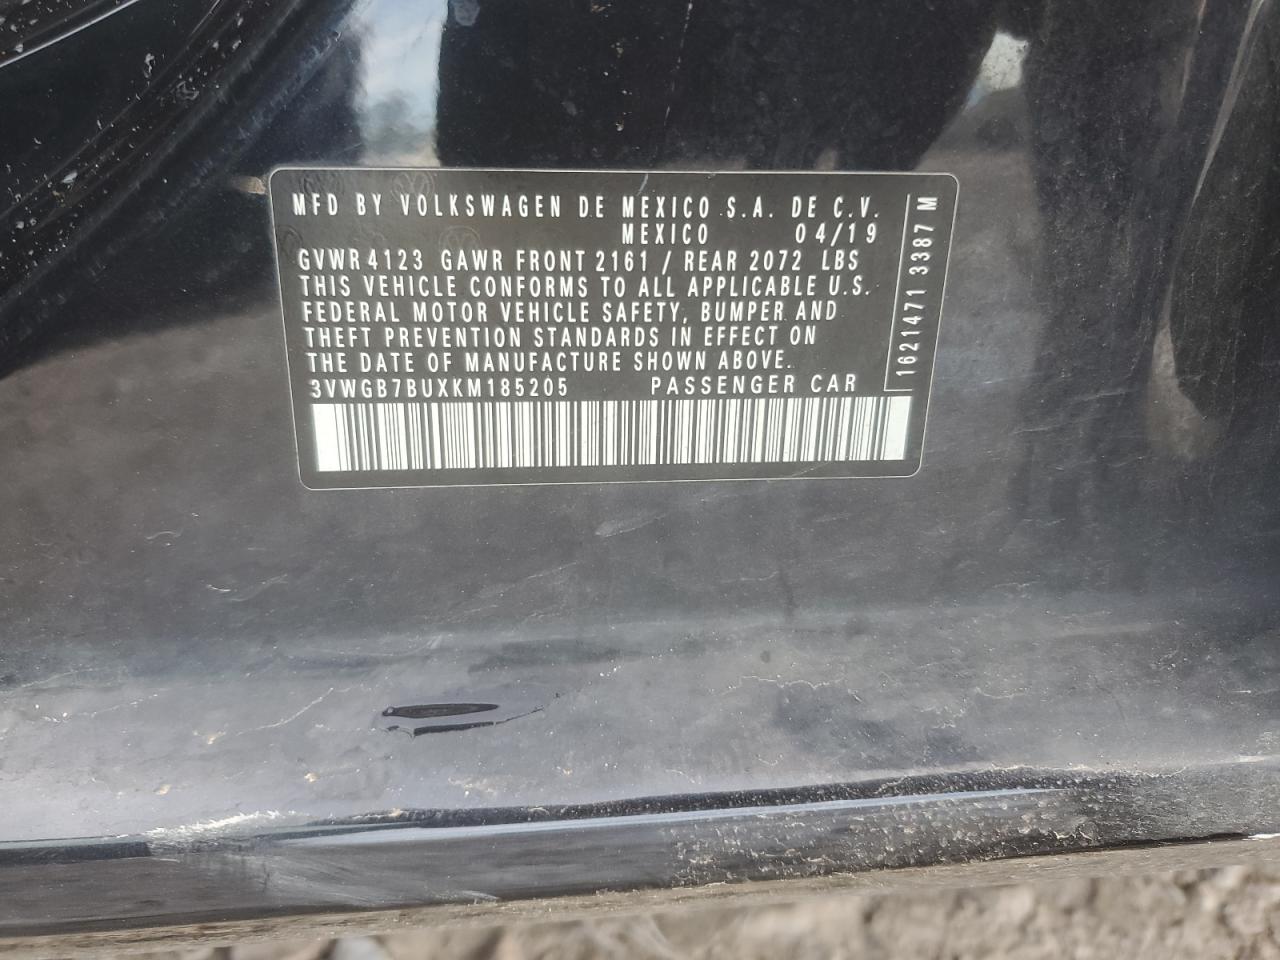 MFD BY VOLKSWAGEN DE MEXICO S.A. DE C.V.
MEXICO 04/19
GVWR 4123 GAWR FRONT 2161 / REAR 2072 LBS
THIS VEHICLE CONFORMS TO ALL APPLICABLE U.S.
FEDERAL MOTOR VEHICLE SAFETY, BUMPER AND
THEFT PREVENTION STANDARDS IN EFFECT ON
THE DATE OF MANUFACTURE SHOWN ABOVE.
3VWGB7BUXKM185205 PASSENGER CAR
1621471 3387 M